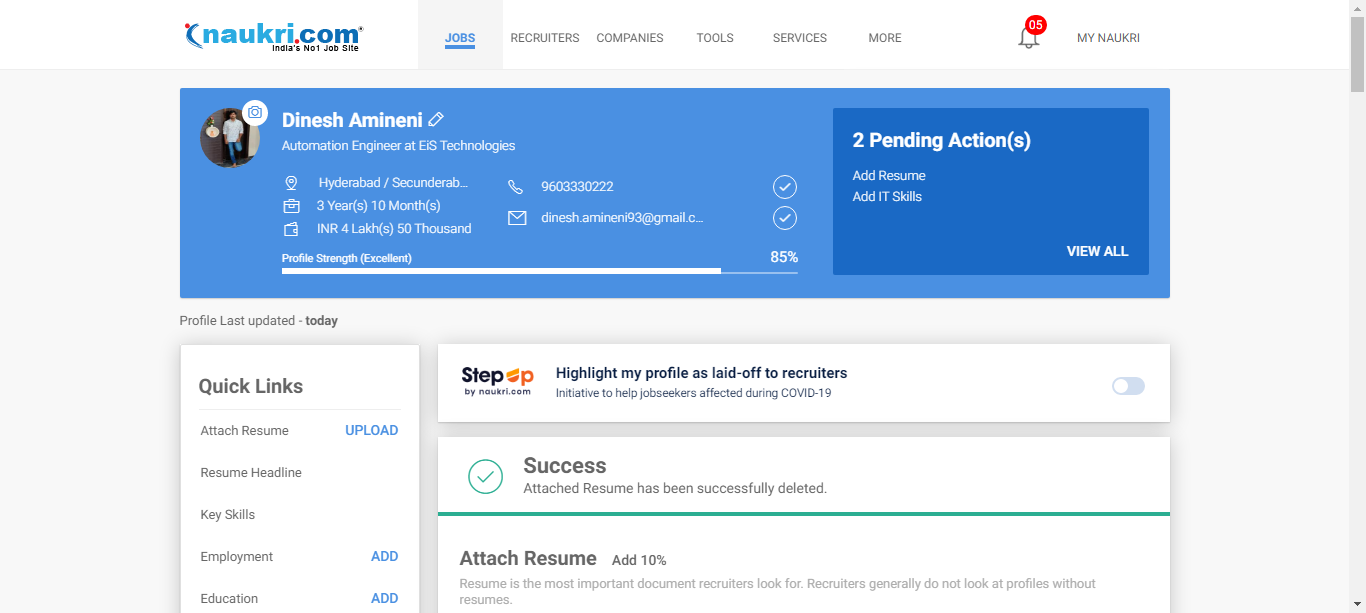 naukri.com
India's No1 Job Site
JOBS
RECRUITERS
COMPANIES
TOOLS
SERVICES
MORE
05
MY NAUKRI
Dinesh Amineni
Automation Engineer at EiS Technologies
Hyderabad / Secunderab...
3 Year(s) 10 Month(s)
INR 4 Lakh(s) 50 Thousand
9603330222
dinesh.amineni93@gmail.c...
Profile Strength (Excellent)
85%
2 Pending Action(s)
Add Resume
Add IT Skills
VIEW ALL
Profile Last updated - today
Quick Links
Attach Resume UPLOAD
Resume Headline
Key Skills
Employment ADD
Education ADD
StepUp
by naukri.com
Highlight my profile as laid-off to recruiters
Initiative to help jobseekers affected during COVID-19
Success
Attached Resume has been successfully deleted.
Attach Resume Add 10%
Resume is the most important document recruiters look for. Recruiters generally do not look at profiles without
resumes.